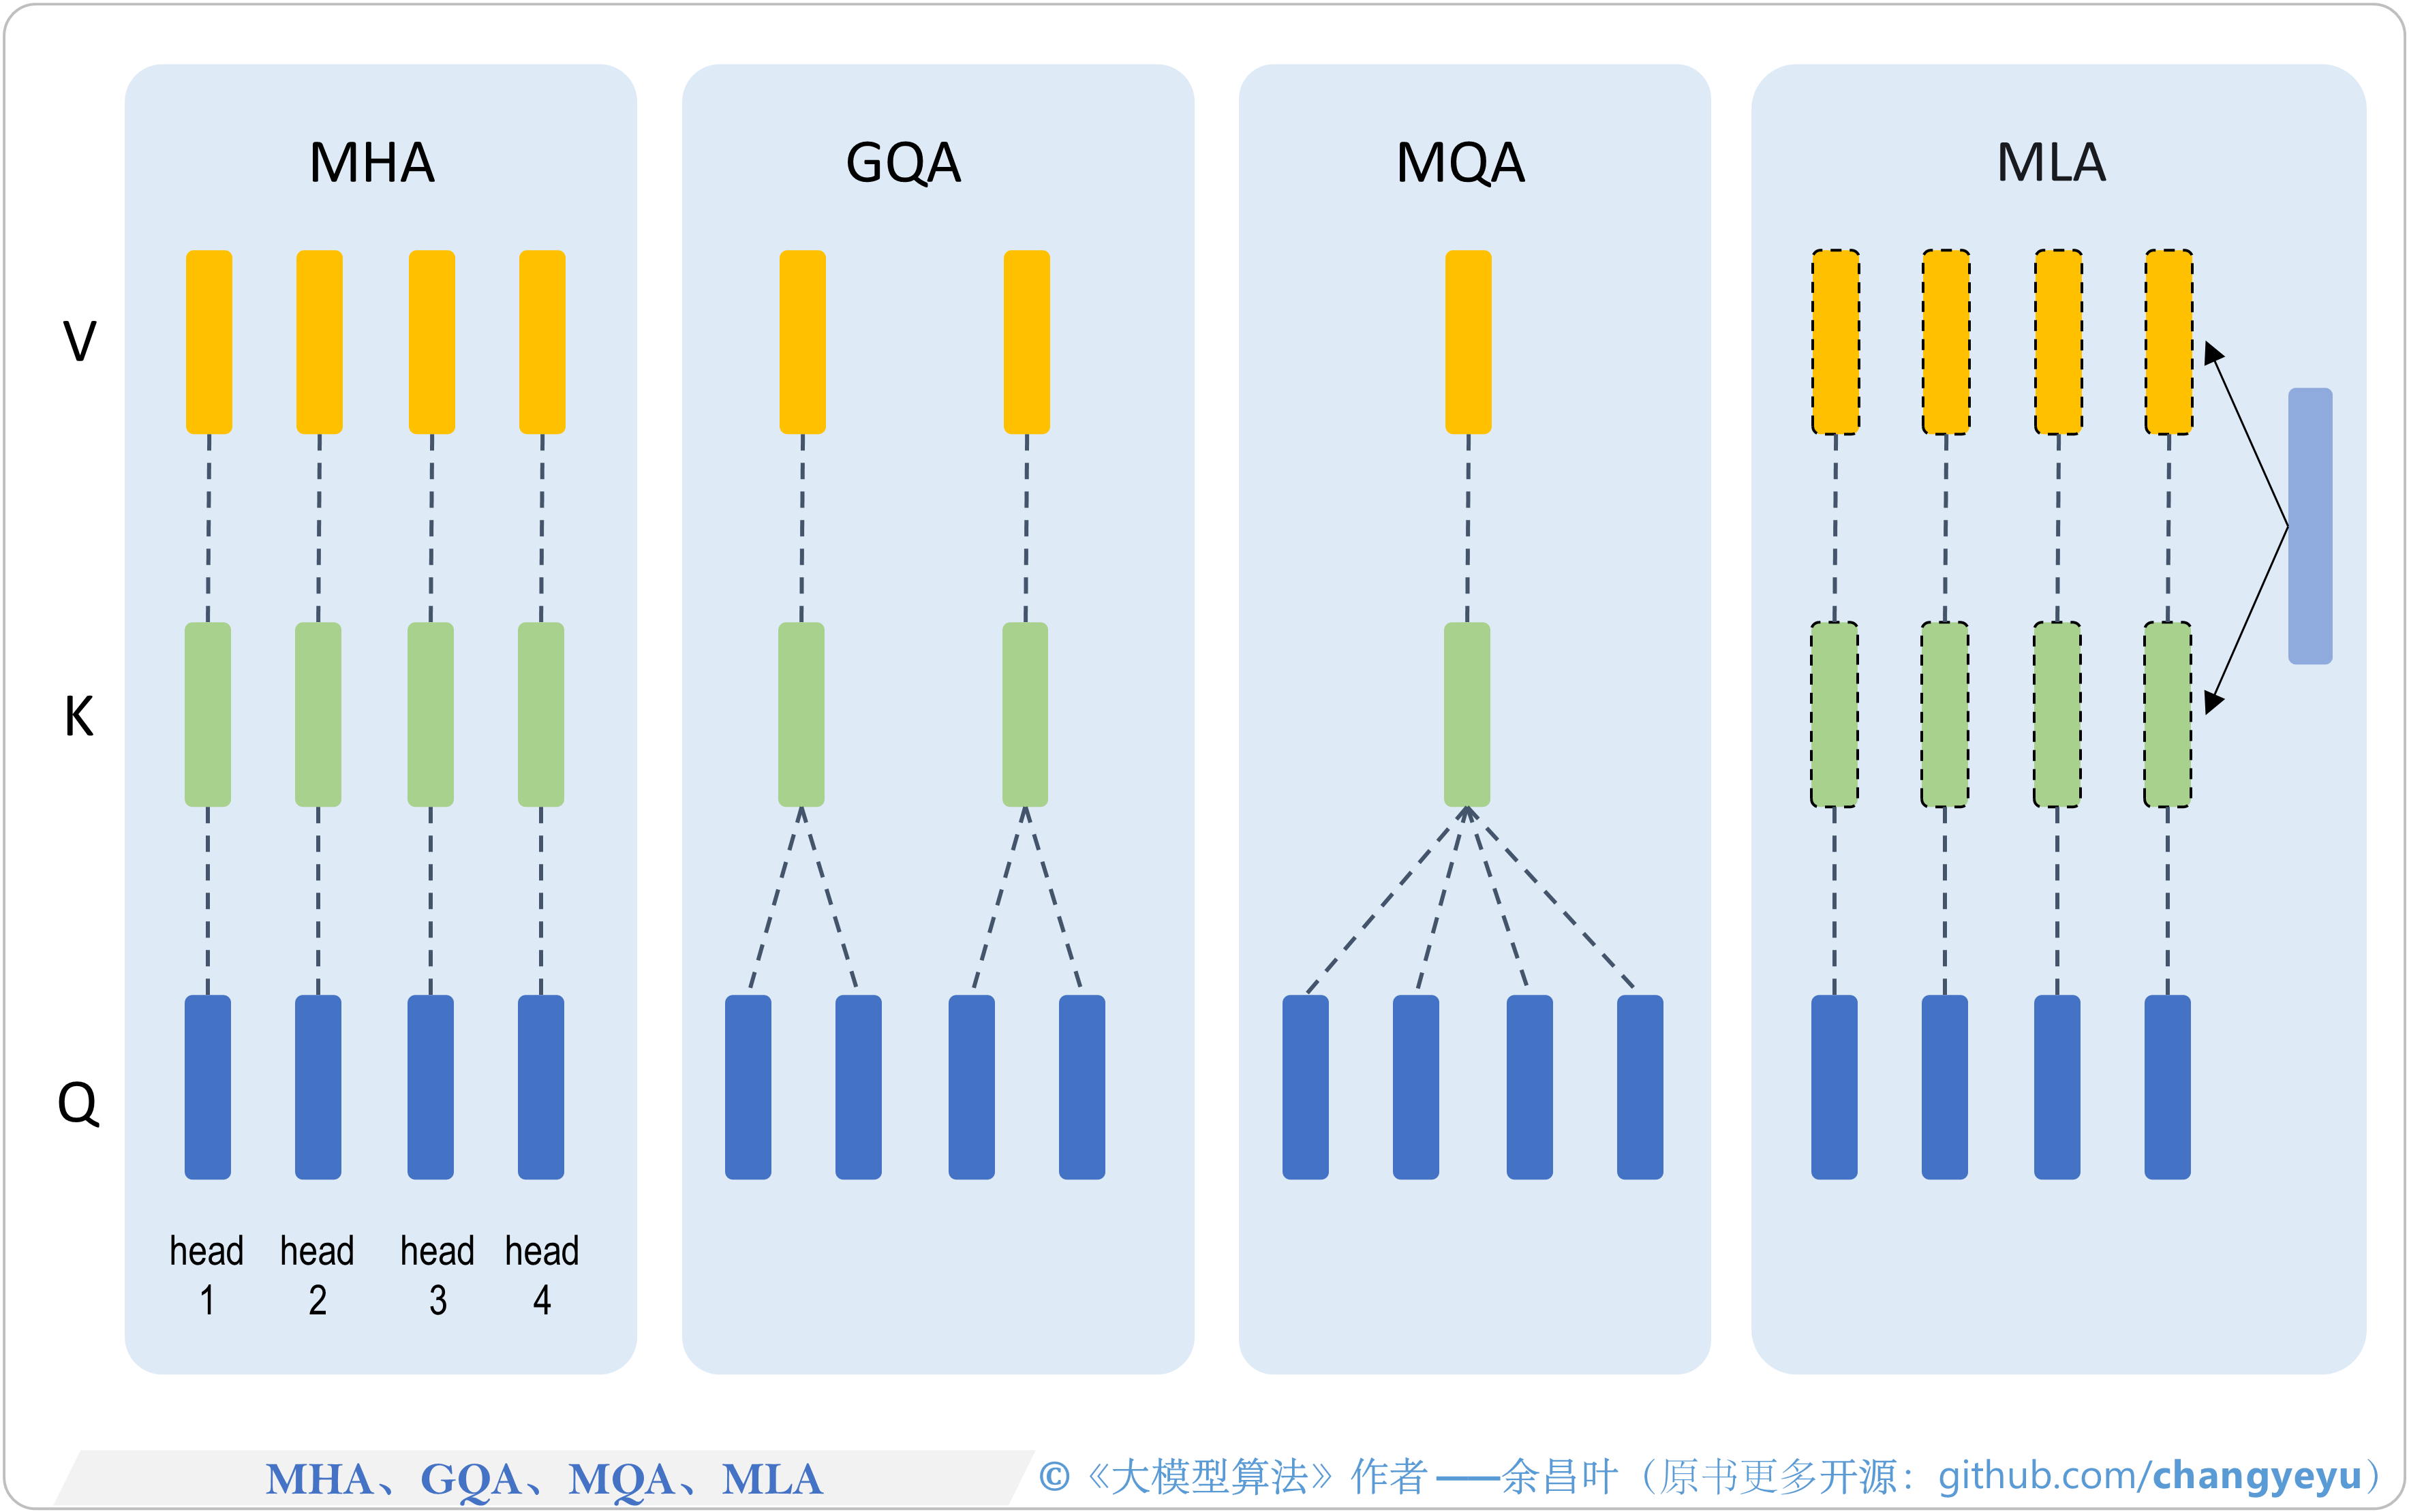 MHA
GQA
MQA
MLA
V
K
Q
head 1
head 2
head 3
head 4
MHA、GQA、MQA、MLA
© 《大模型算法》作者——余昌叶（原书更多开源：github.com/changyeyu）